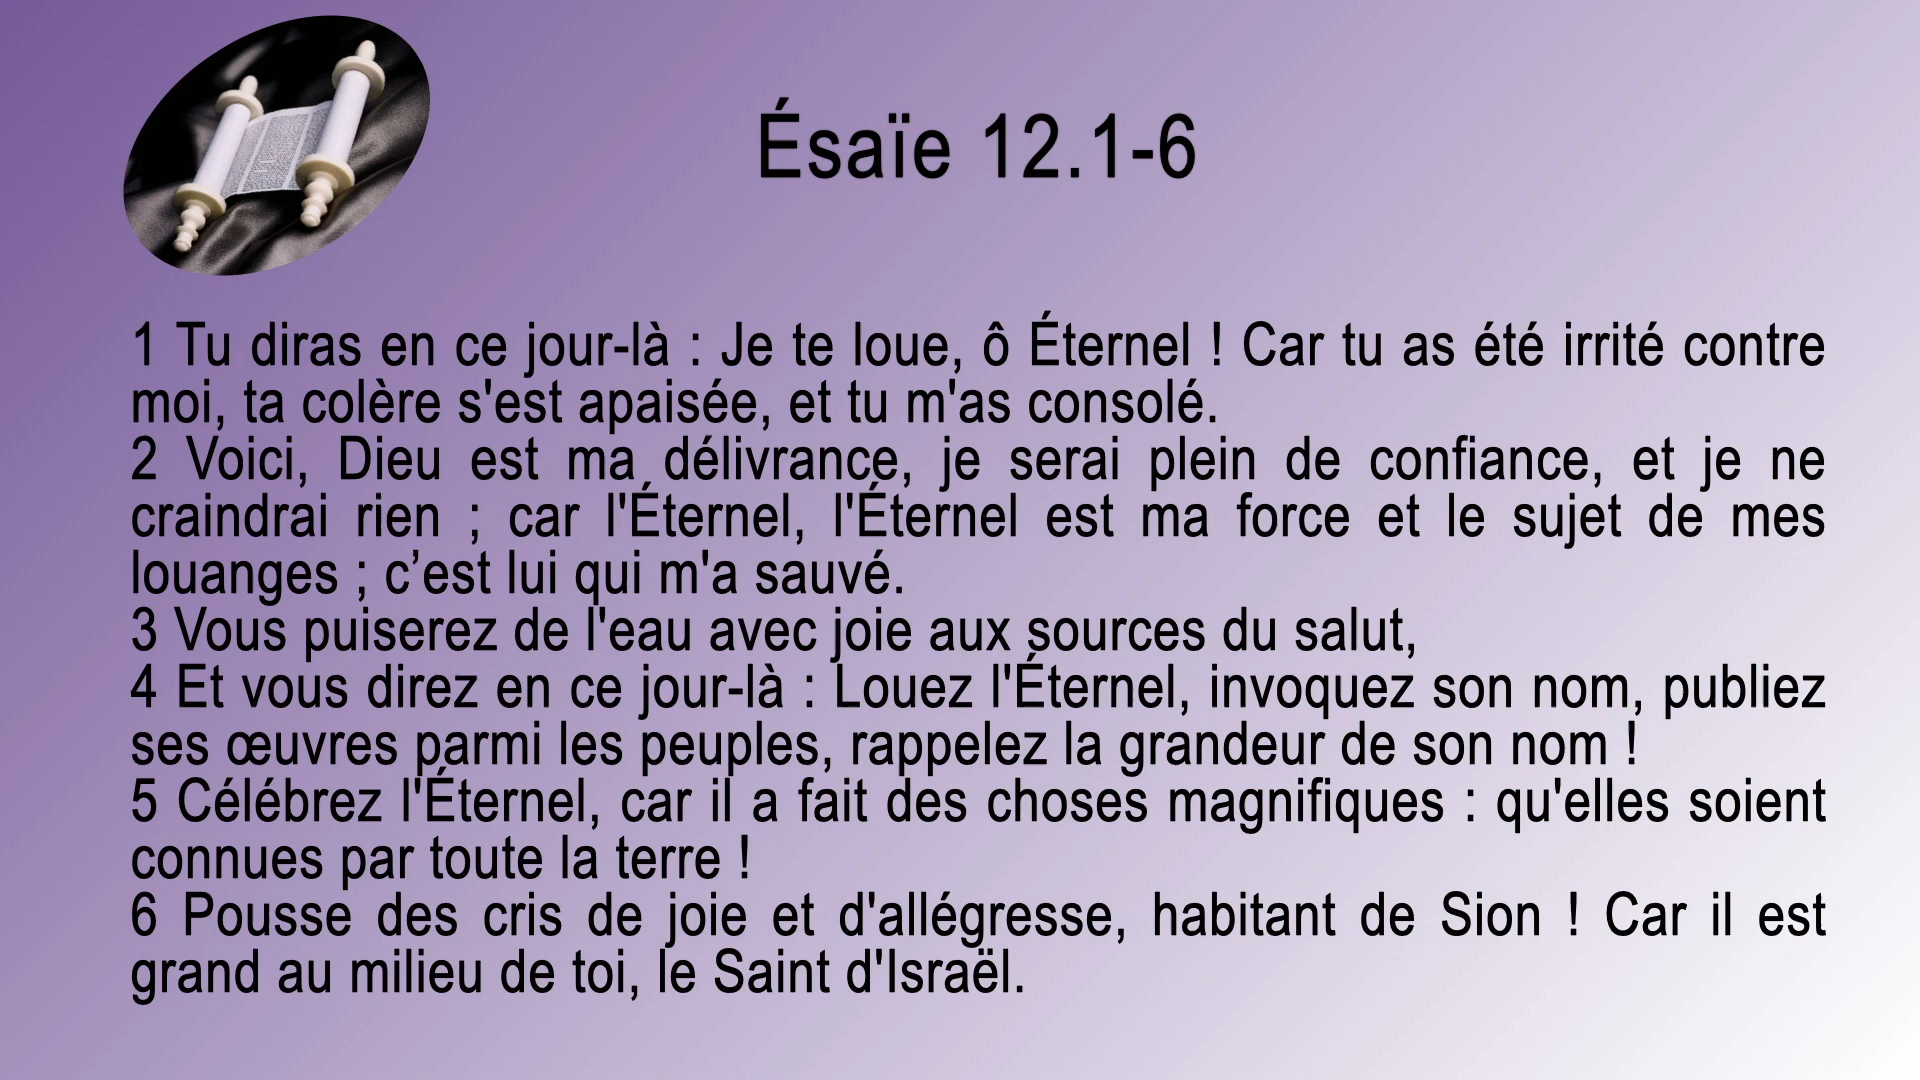 Ésaïe 12.1-6
1 Tu diras en ce jour-là : Je te loue, ô Éternel ! Car tu as été irrité contre
moi, ta colère s'est apaisée, et tu m'as consolé.
2 Voici, Dieu est ma délivrance, je serai plein de confiance, et je ne
craindrai rien ; car l'Éternel, l'Éternel est ma force et le sujet de mes
louanges ; c’est lui qui m'a sauvé.
3 Vous puiserez de l'eau avec joie aux sources du salut,
4 Et vous direz en ce jour-là : Louez l'Éternel, invoquez son nom, publiez
ses œuvres parmi les peuples, rappelez la grandeur de son nom !
5 Célébrez l'Éternel, car il a fait des choses magnifiques : qu'elles soient
connues par toute la terre !
6 Pousse des cris de joie et d'allégresse, habitant de Sion ! Car il est
grand au milieu de toi, le Saint d'Israël.